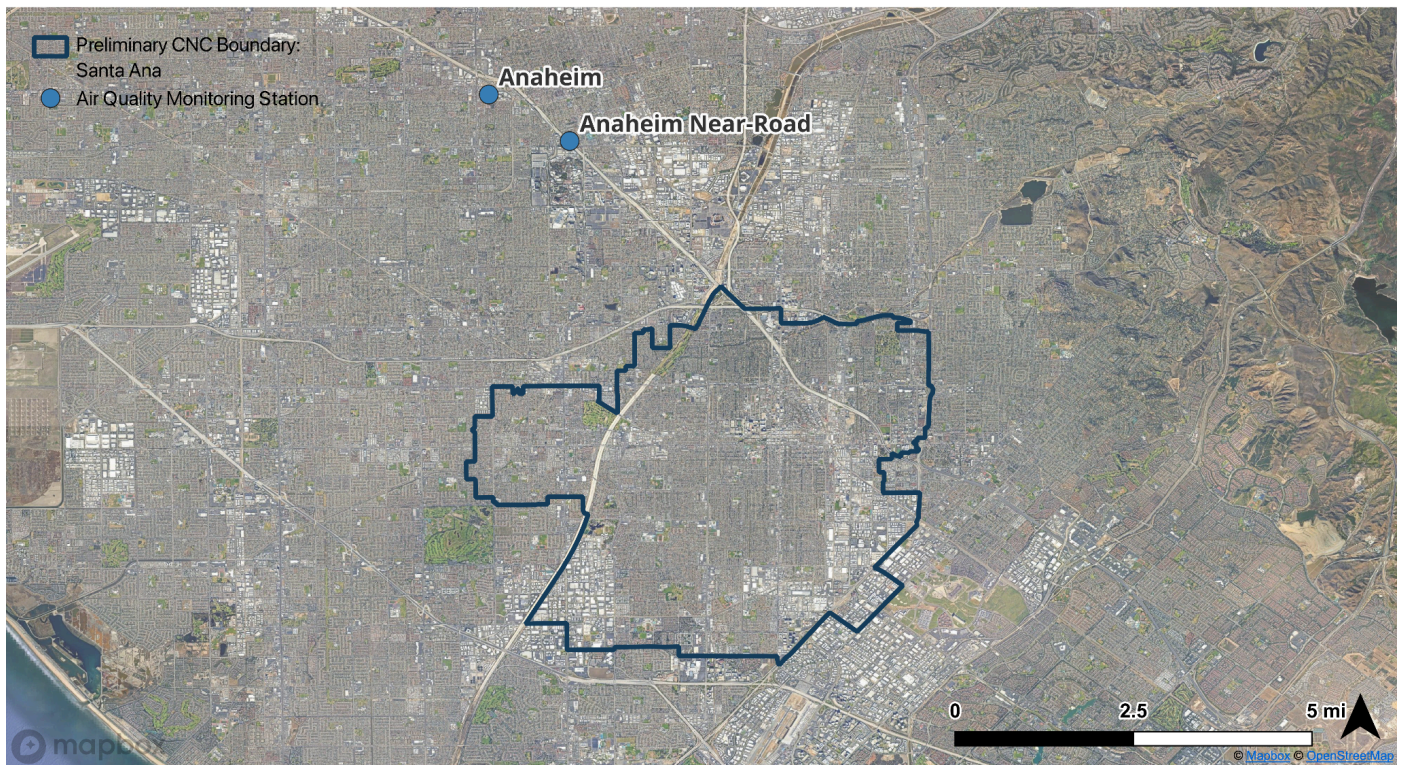 Preliminary CNC Boundary:
Santa Ana
Air Quality Monitoring Station
Anaheim
Anaheim Near-Road
0 2.5 5 mi
mapbox
© Mapbox © OpenStreetMap